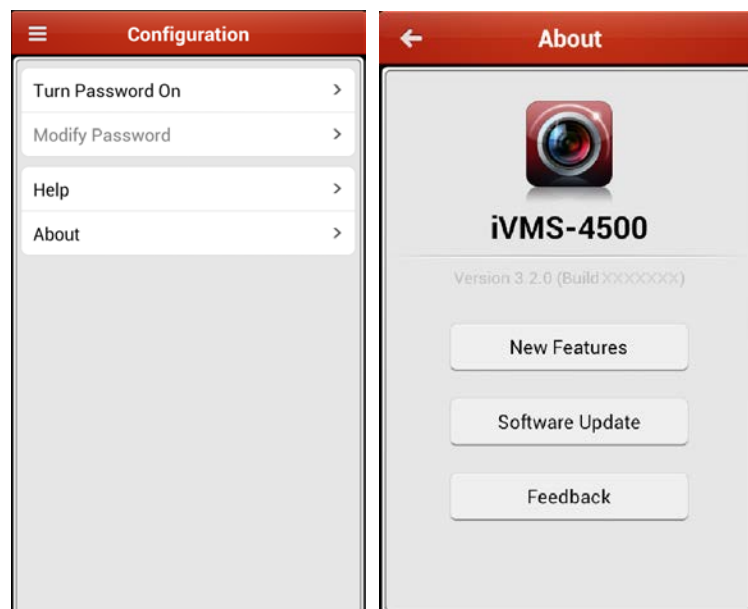 Configuration
Turn Password On
Modify Password
Help
About
About
iVMS-4500
Version 3.2.0 (Build XXXXXXX)
New Features
Software Update
Feedback